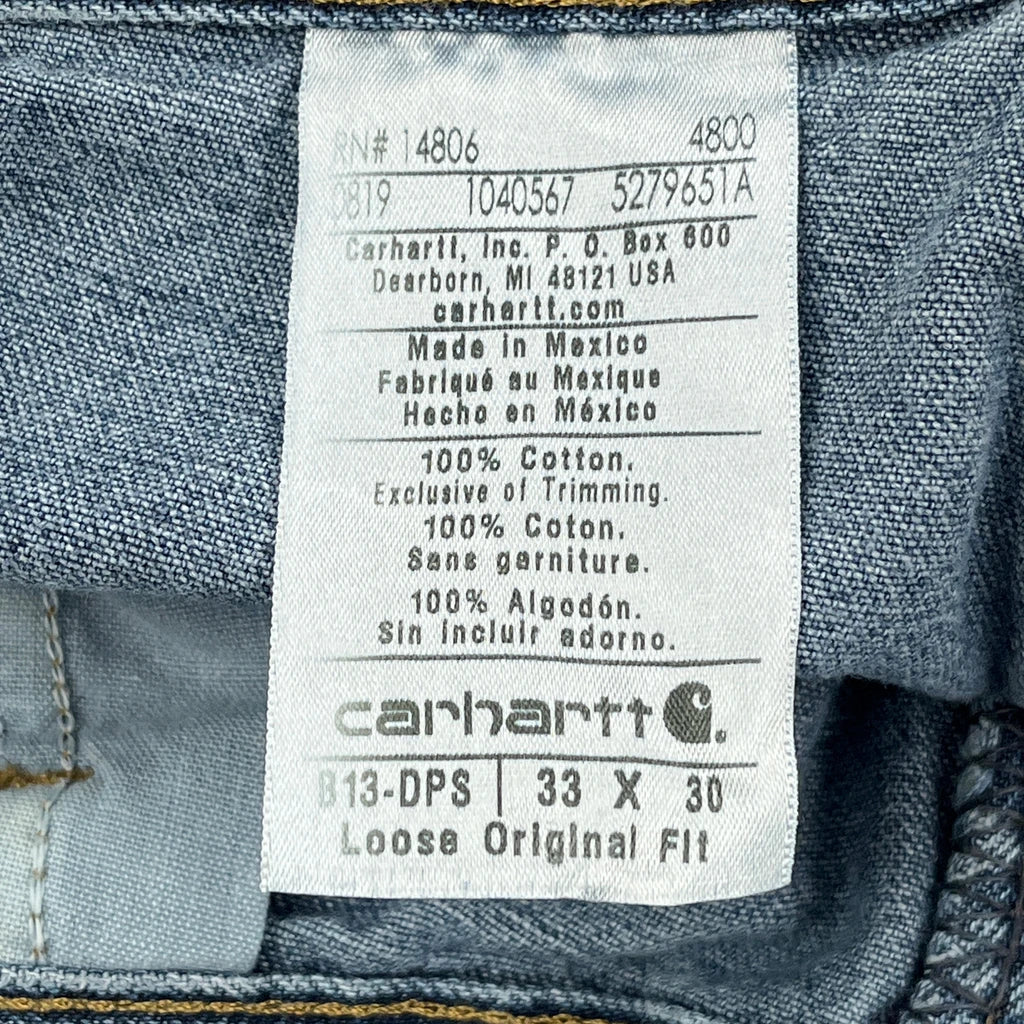 RN# 14806 4800
0819 1040567 5279651A
Carhartt, Inc. P. O. Box 600
Dearborn, MI 48121 USA
carhartt.com
Made in Mexico
Fabriqué au Mexique
Hecho en México
100% Cotton.
Exclusive of Trimming.
100% Coton.
Sans garniture.
100% Algodón.
Sin incluir adorno.
carhartt
B13-DPS 33 X 30
Loose Original Fit